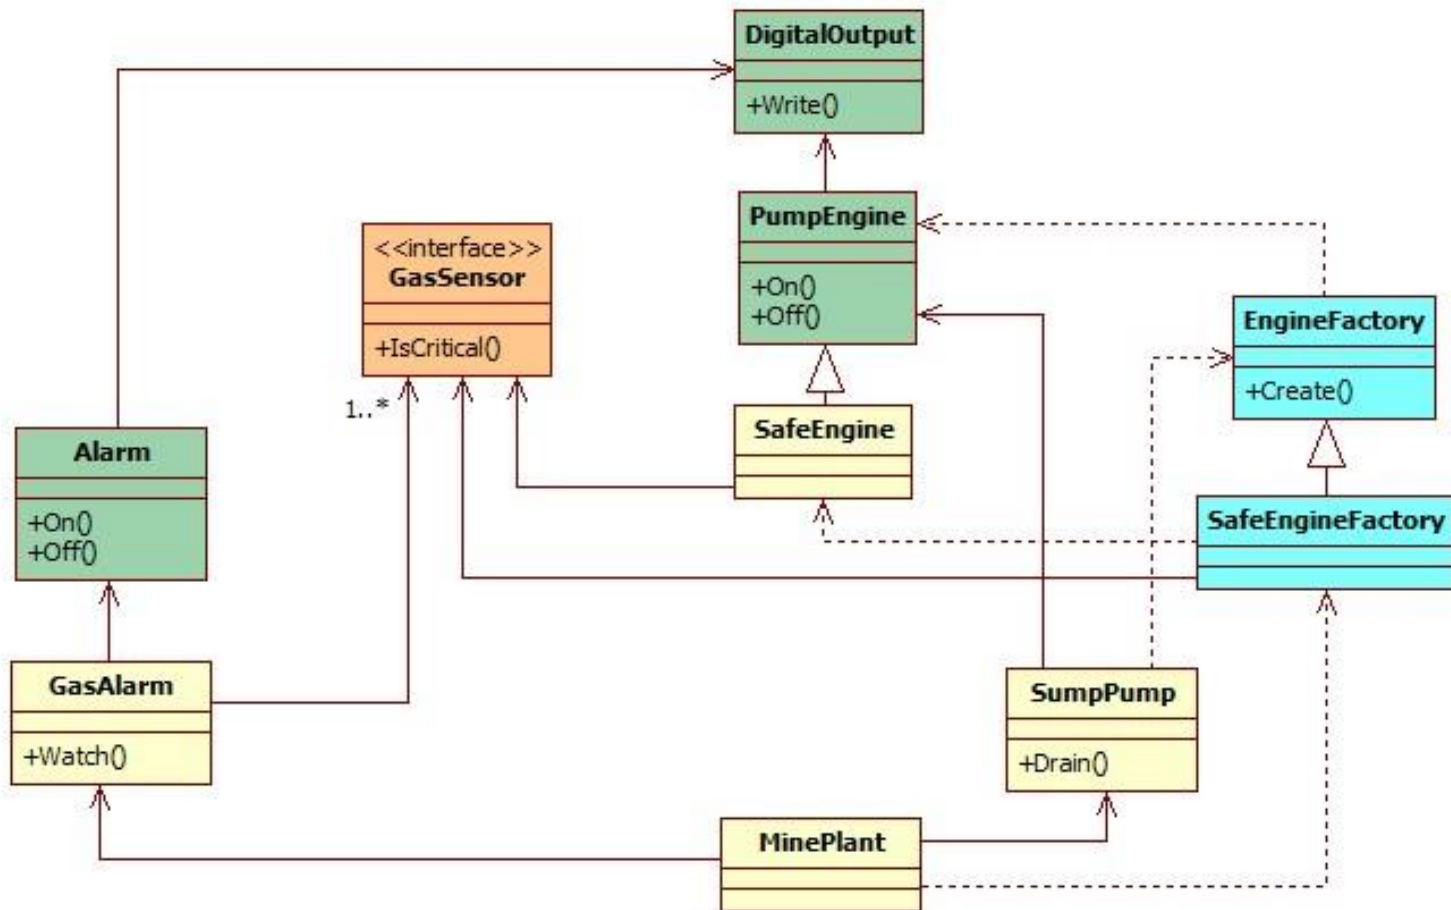 DigitalOutput
+Write()
PumpEngine
+On()
+Off()
<<interface>>
GasSensor
+IsCritical()
1..*
EngineFactory
+Create()
SafeEngine
Alarm
+On()
+Off()
SafeEngineFactory
GasAlarm
+Watch()
SumpPump
+Drain()
MinePlant